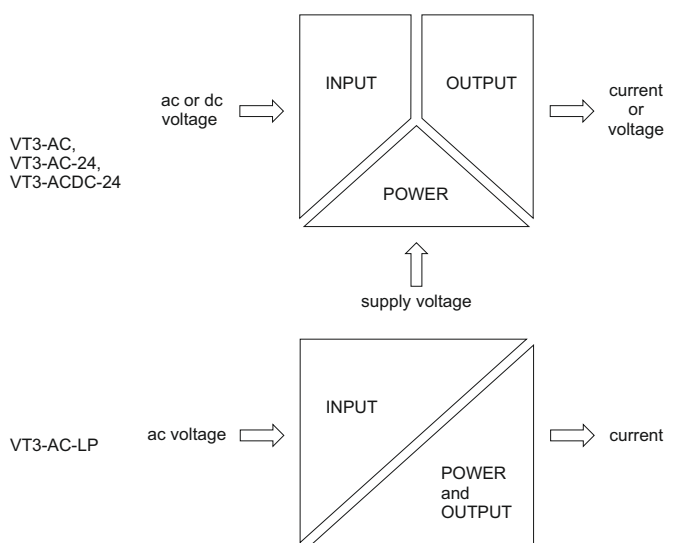 INPUT
OUTPUT
ac or dc
voltage
current
or
voltage
VT3-AC,
VT3-AC-24,
VT3-ACDC-24
POWER
supply voltage
INPUT
VT3-AC-LP
ac voltage
current
POWER
and
OUTPUT